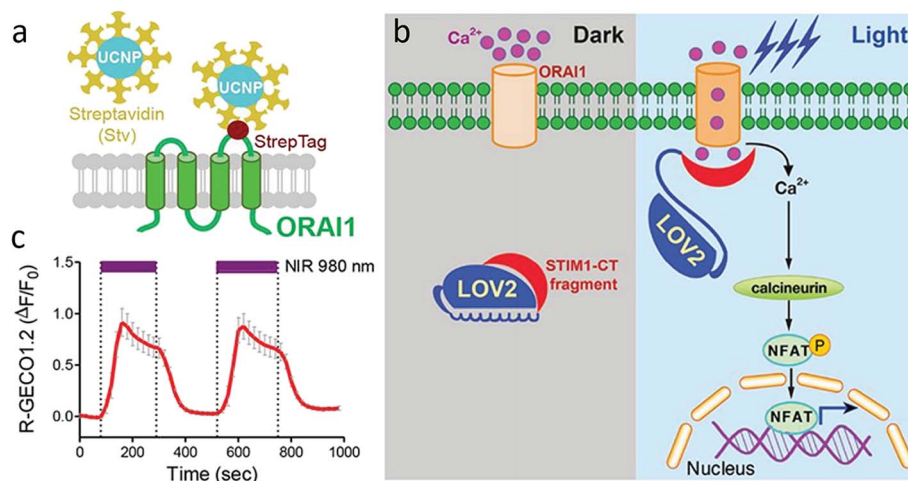 a
UCNP
UCNP
Streptavidin
(Stv)
StrepTag
ORAI1
b
Ca²⁺
Dark
Light
ORAI1
Ca²⁺
LOV2
LOV2
STIM1-CT
fragment
calcineurin
NFAT P
NFAT
Nucleus
c
NIR 980 nm
R-GECO1.2 (ΔF/F₀)
1.5
1.0
0.5
0.0
0 200 400 600 800 1000
Time (sec)